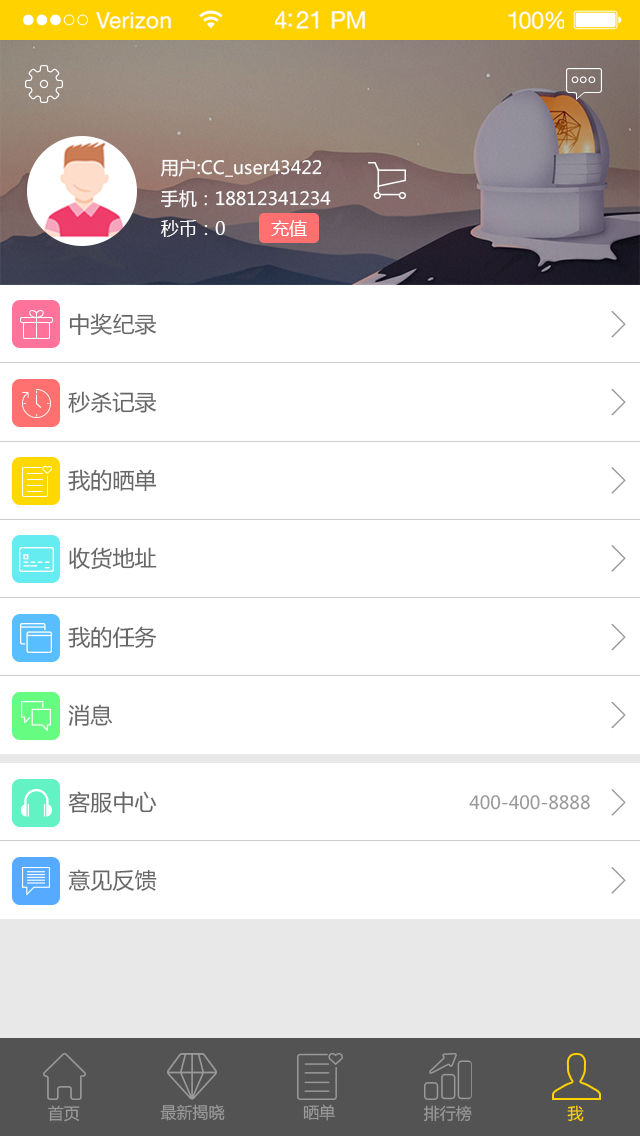 Verizon 4:21 PM 100%
用户:CC_user43422
手机：18812341234
秒币：0 充值
中奖纪录
秒杀记录
我的晒单
收货地址
我的任务
消息
客服中心 400-400-8888
意见反馈
首页 最新揭晓 晒单 排行榜 我